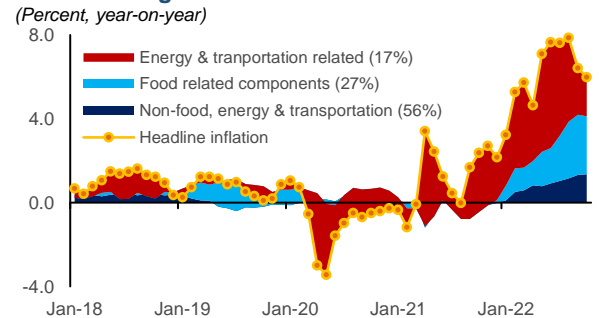 (Percent, year-on-year)
8.0
Energy & tranportation related (17%)
Food related components (27%)
4.0
Non-food, energy & transportation (56%)
Headline inflation
0.0
-4.0
Jan-18 Jan-19 Jan-20 Jan-21 Jan-22